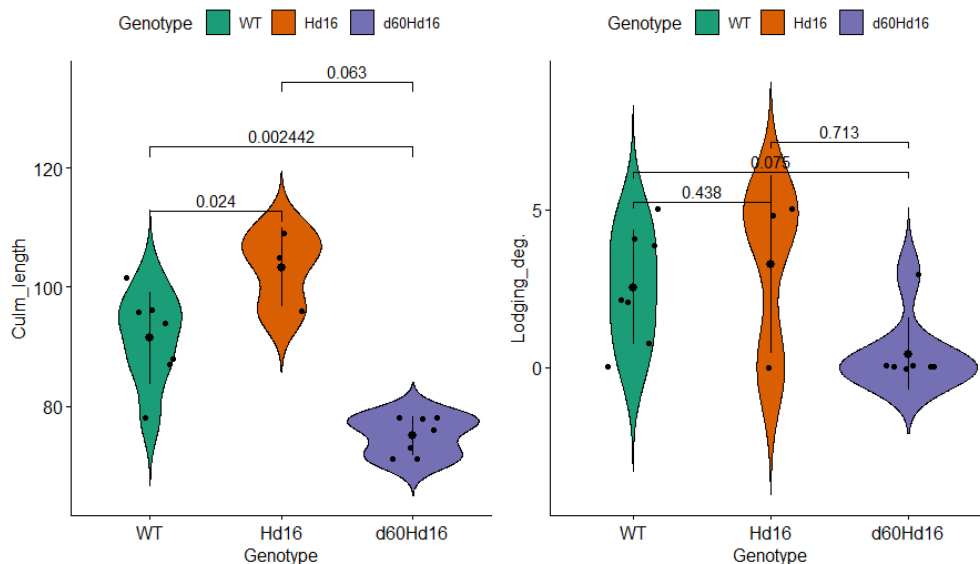 Genotype WT Hd16 d60Hd16
0.063
0.002442
0.024
120
100
80
Culm_length
WT Hd16 d60Hd16
Genotype
Genotype WT Hd16 d60Hd16
0.713
0.075
0.438
5
0
Lodging_deg.
WT Hd16 d60Hd16
Genotype